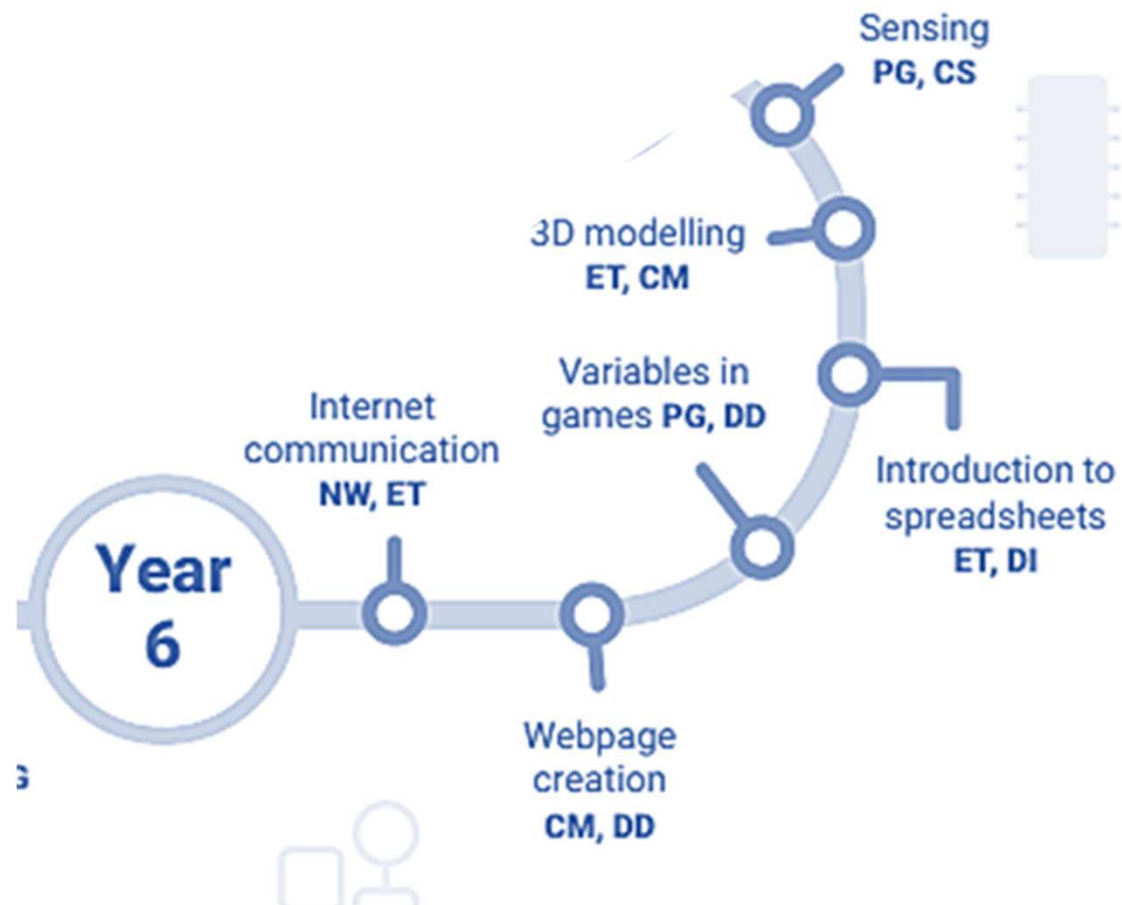 Year
6
Internet
communication
NW, ET
Webpage
creation
CM, DD
Variables in
games PG, DD
Introduction to
spreadsheets
ET, DI
3D modelling
ET, CM
Sensing
PG, CS